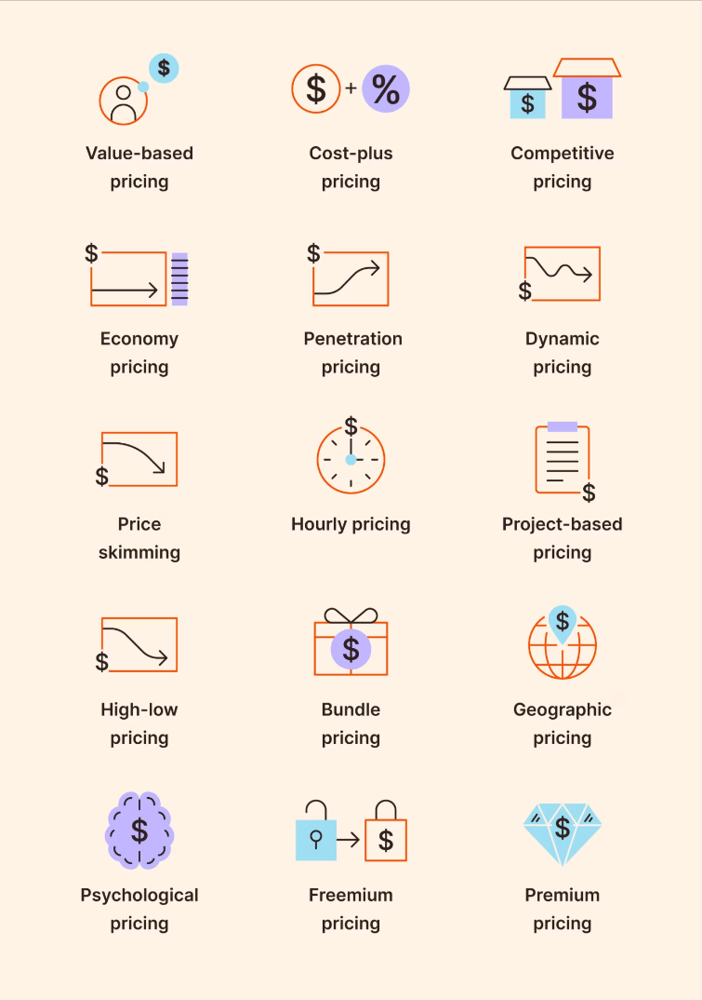 $
$ + %
$ $
Value-based
pricing
Cost-plus
pricing
Competitive
pricing
$
$
$
Economy
pricing
Penetration
pricing
Dynamic
pricing
$
$
$
Price
skimming
Hourly pricing
Project-based
pricing
$
$
$
High-low
pricing
Bundle
pricing
Geographic
pricing
$
$
$
Psychological
pricing
Freemium
pricing
Premium
pricing